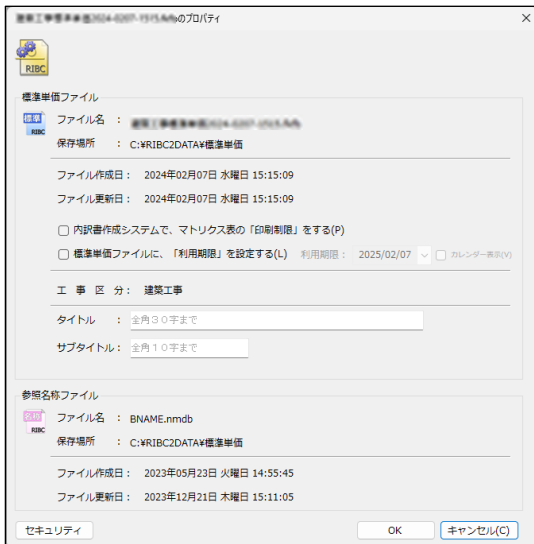 のプロパティ
RIBC
標準単価ファイル
標準
RIBC
ファイル名 :
保存場所 : C:¥RIBC2DATA¥標準単価
ファイル作成日: 2024年02月07日 水曜日 15:15:09
ファイル更新日: 2024年02月07日 水曜日 15:15:09
内訳書作成システムで、マトリクス表の「印刷制限」をする(P)
標準単価ファイルに、「利用期限」を設定する(L) 利用期限: 2025/02/07 カレンダー表示(V)
工 事 区 分: 建築工事
タイトル : 全角30字まで
サブタイトル: 全角10字まで
参照名称ファイル
名称
RIBC
ファイル名 : BNAME.nmdb
保存場所 : C:¥RIBC2DATA¥標準単価
ファイル作成日: 2023年05月23日 火曜日 14:55:45
ファイル更新日: 2023年12月21日 木曜日 15:11:05
セキュリティ OK キャンセル(C)